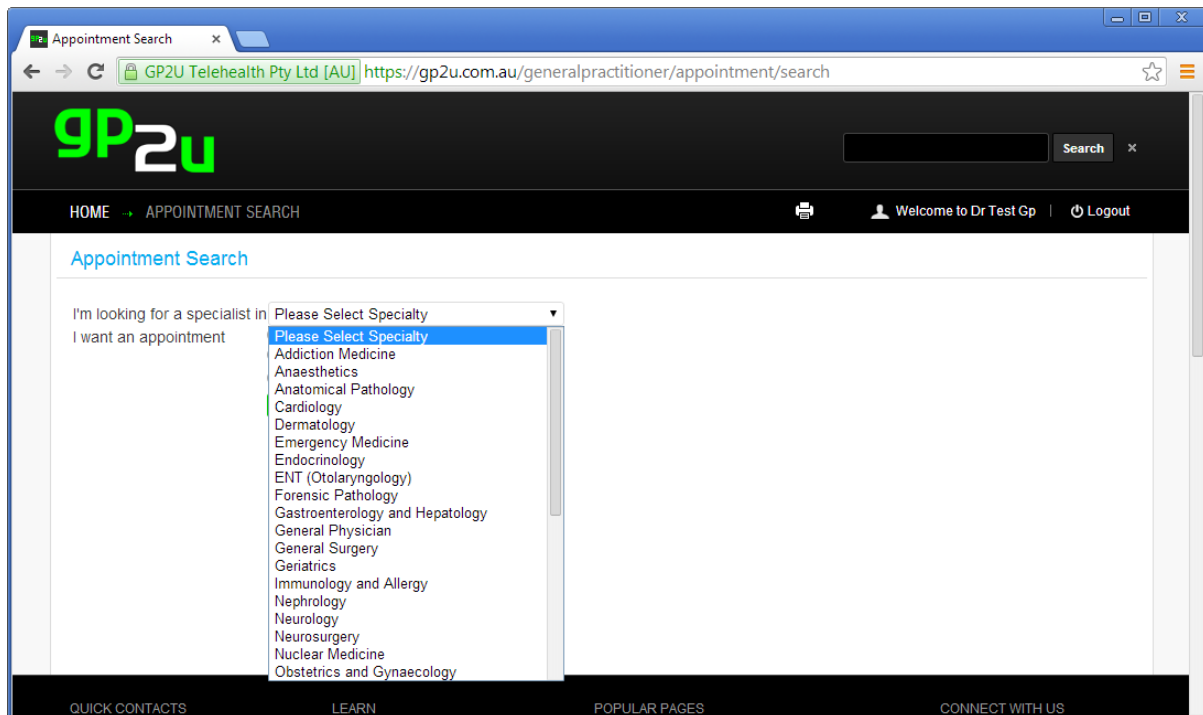 Appointment Search
GP2U Telehealth Pty Ltd [AU] https://gp2u.com.au/generalpractitioner/appointment/search
gp2u
Search
HOME APPOINTMENT SEARCH Welcome to Dr Test Gp | Logout
Appointment Search
I'm looking for a specialist in Please Select Specialty
I want an appointment
Please Select Specialty
Addiction Medicine
Anaesthetics
Anatomical Pathology
Cardiology
Dermatology
Emergency Medicine
Endocrinology
ENT (Otolaryngology)
Forensic Pathology
Gastroenterology and Hepatology
General Physician
General Surgery
Geriatrics
Immunology and Allergy
Nephrology
Neurology
Neurosurgery
Nuclear Medicine
Obstetrics and Gynaecology
QUICK CONTACTS LEARN POPULAR PAGES CONNECT WITH US